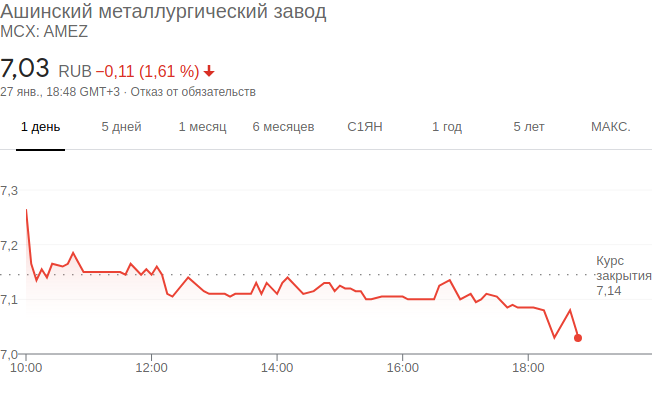 Ашинский металлургический завод
MCX: AMEZ
7,03 RUB −0,11 (1,61 %)
27 янв., 18:48 GMT+3 · Отказ от обязательств
1 день 5 дней 1 месяц 6 месяцев С1ЯН 1 год 5 лет МАКС.
7,3
7,2
Курс
закрытия
7,14
7,1
7,0
10:00 12:00 14:00 16:00 18:00